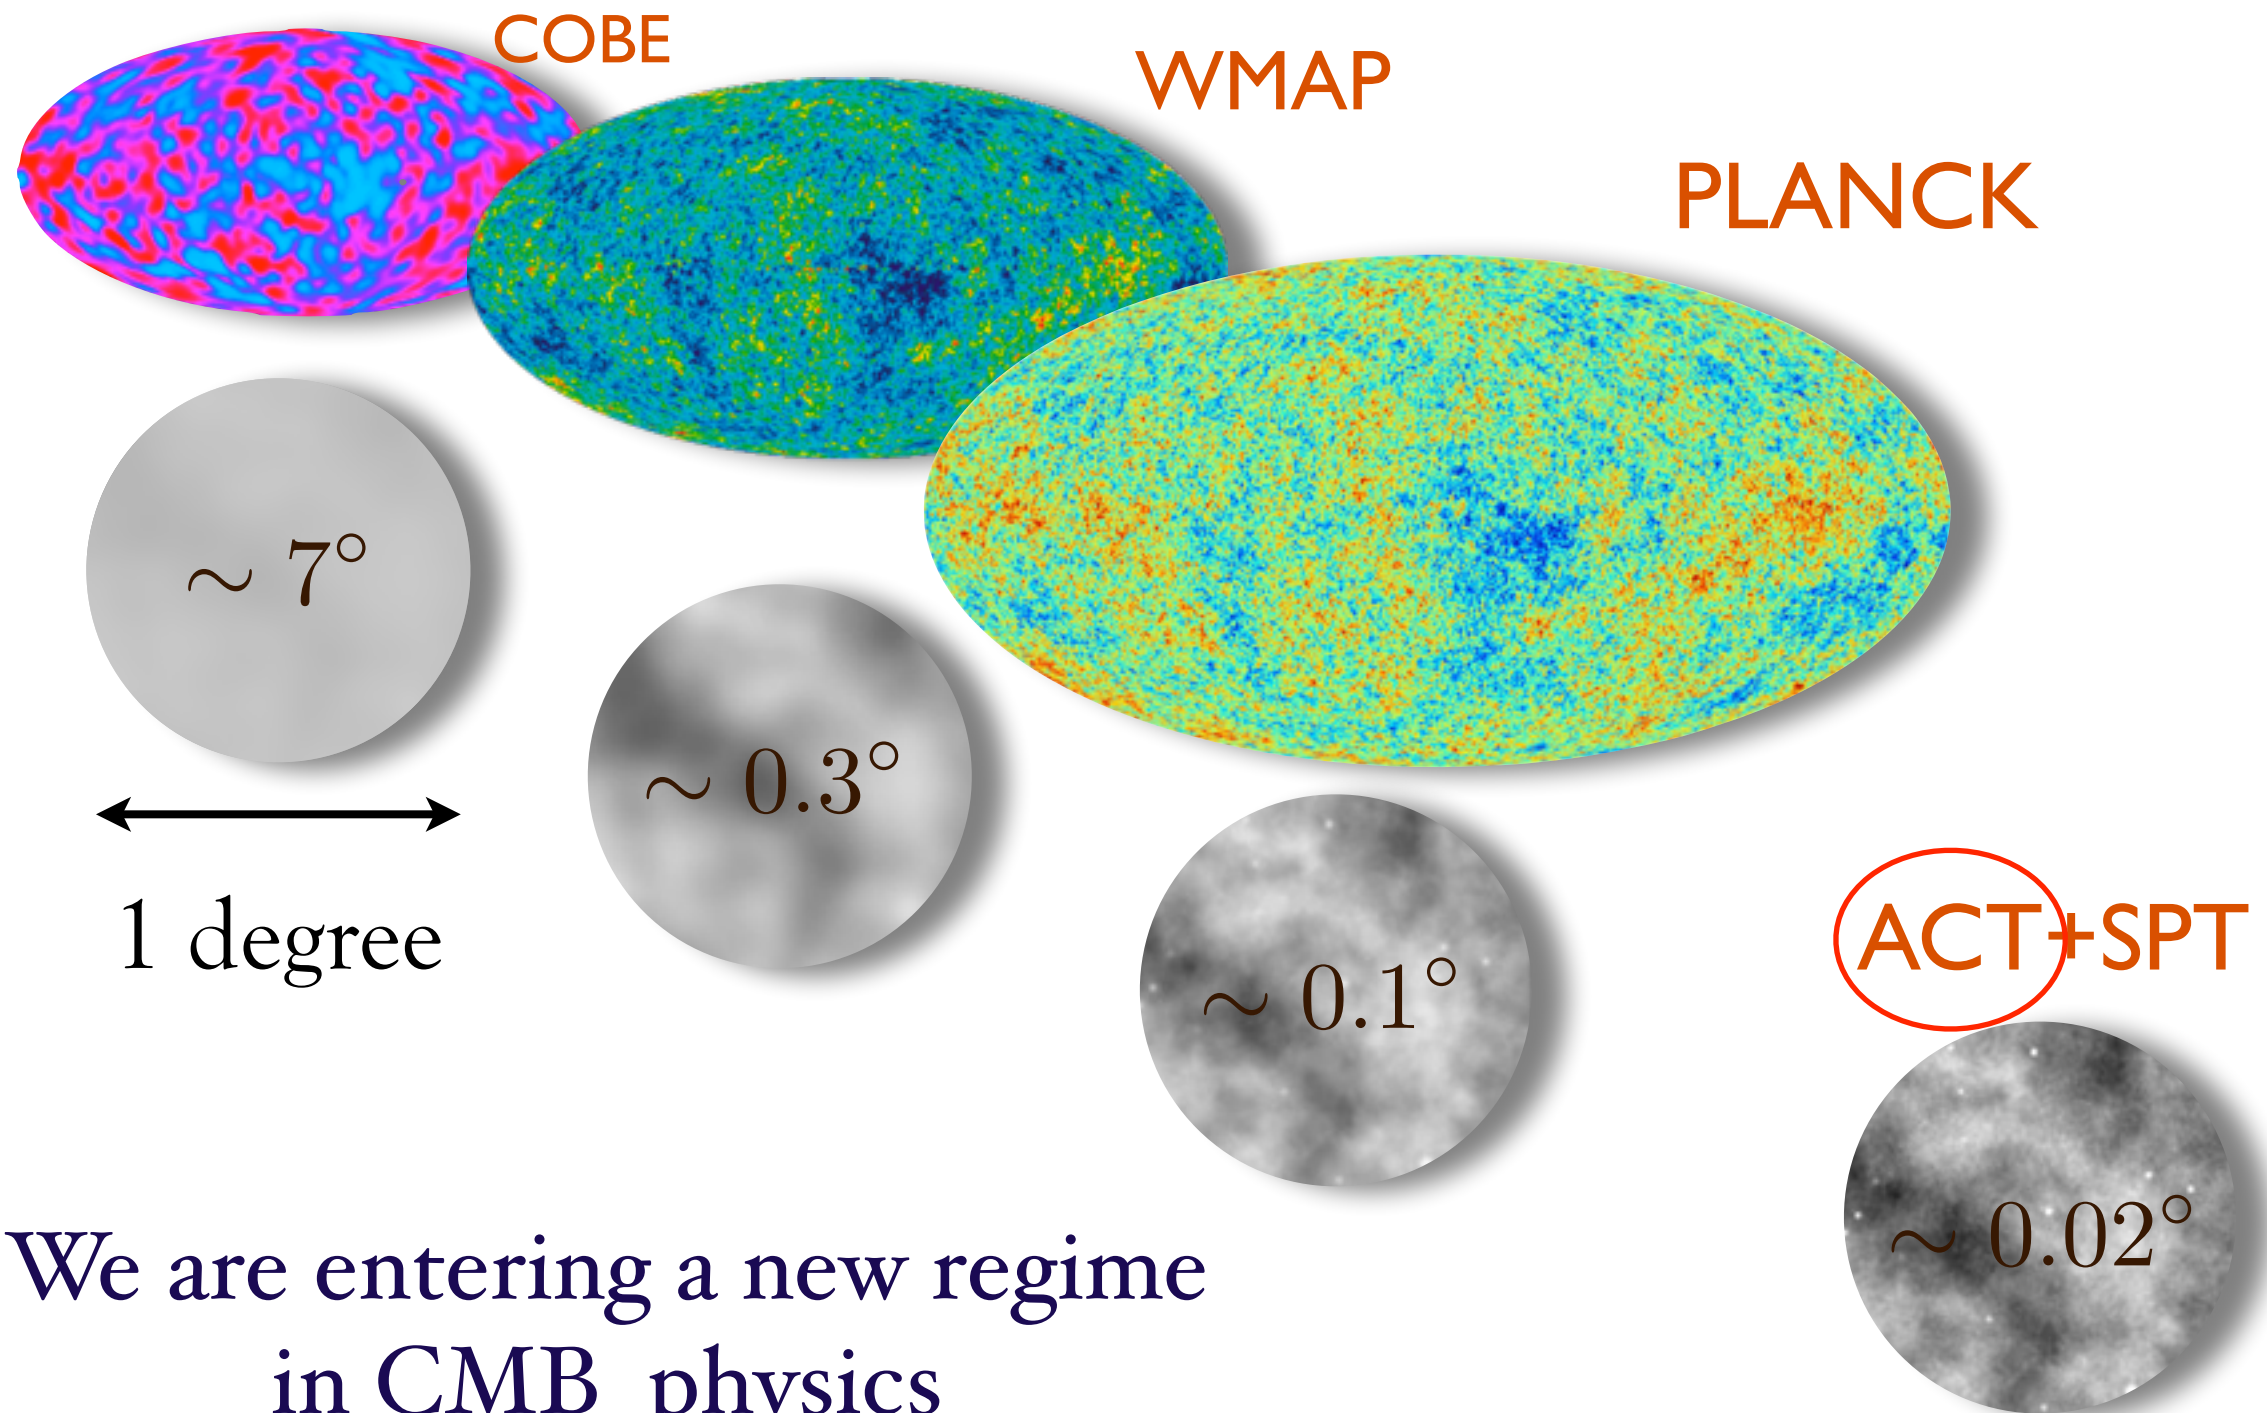 COBE
WMAP
PLANCK
~ 7°
~ 0.3°
1 degree
~ 0.1°
ACT+SPT
~ 0.02°
We are entering a new regime
in CMB physics